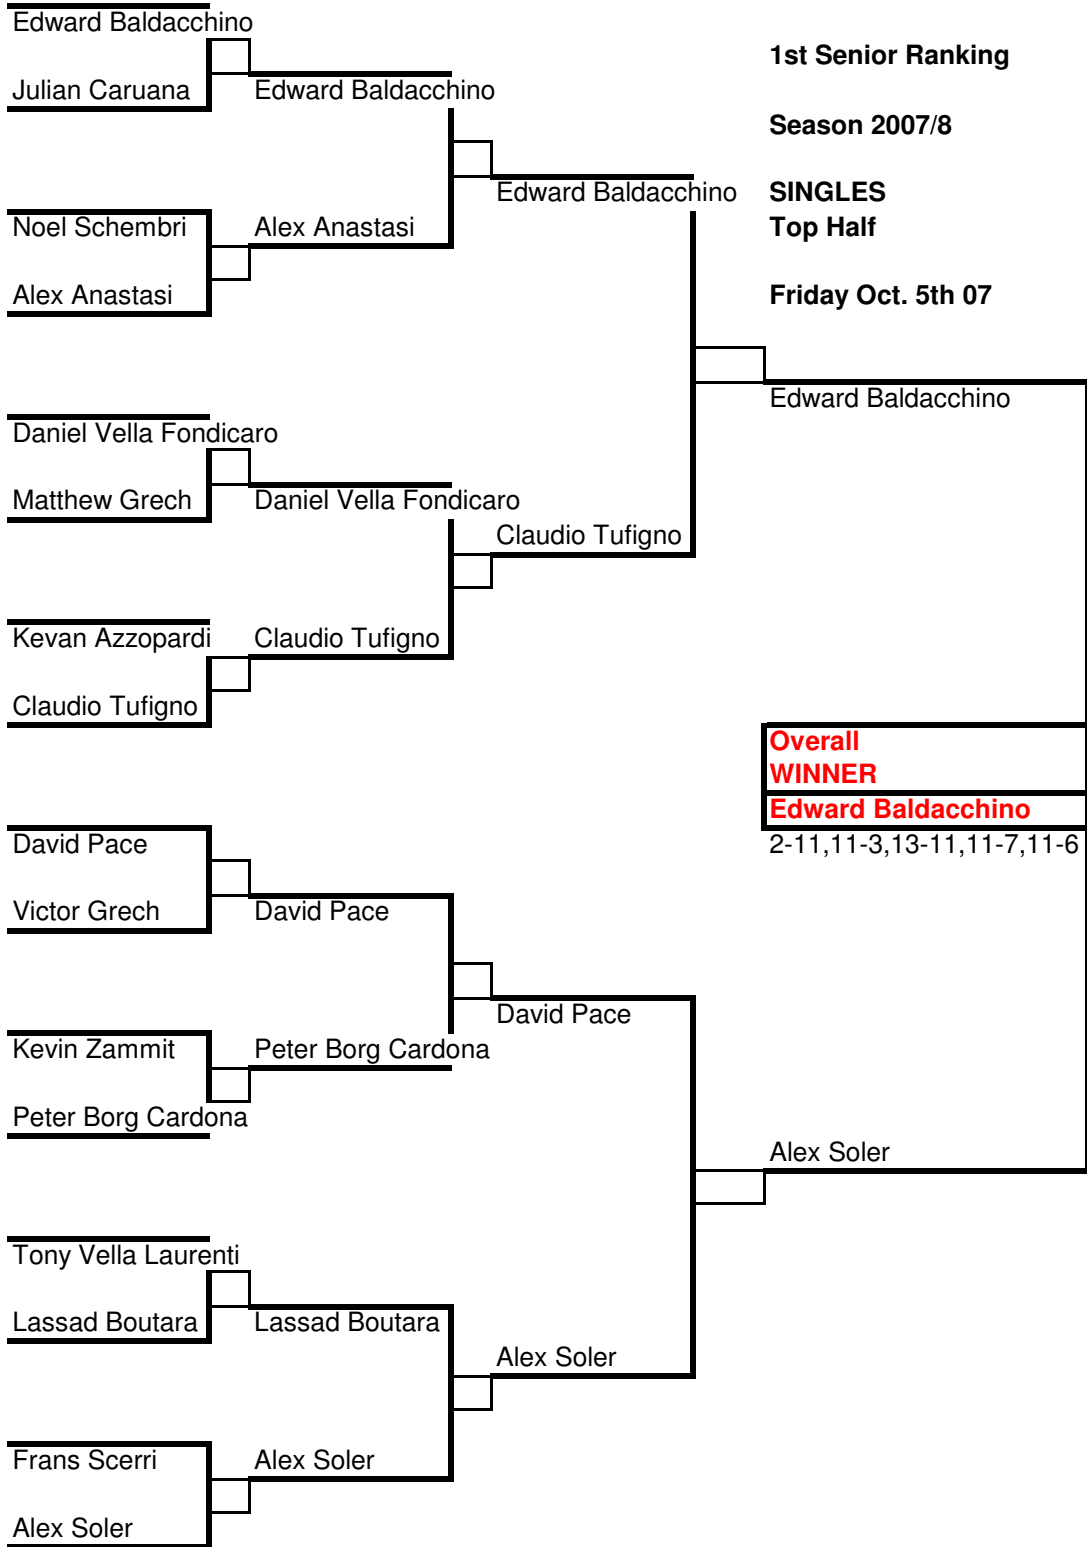 Edward Baldacchino
1st Senior Ranking
Julian Caruana
Edward Baldacchino
Season 2007/8
Edward Baldacchino
SINGLES
Noel Schembri
Alex Anastasi
Top Half
Alex Anastasi
Friday Oct. 5th 07
Edward Baldacchino
Daniel Vella Fondicaro
Matthew Grech
Daniel Vella Fondicaro
Claudio Tufigno
Kevan Azzopardi
Claudio Tufigno
Claudio Tufigno
Overall
WINNER
Edward Baldacchino
David Pace
2-11,11-3,13-11,11-7,11-6
Victor Grech
David Pace
David Pace
Kevin Zammit
Peter Borg Cardona
Peter Borg Cardona
Alex Soler
Tony Vella Laurenti
Lassad Boutara
Lassad Boutara
Alex Soler
Frans Scerri
Alex Soler
Alex Soler